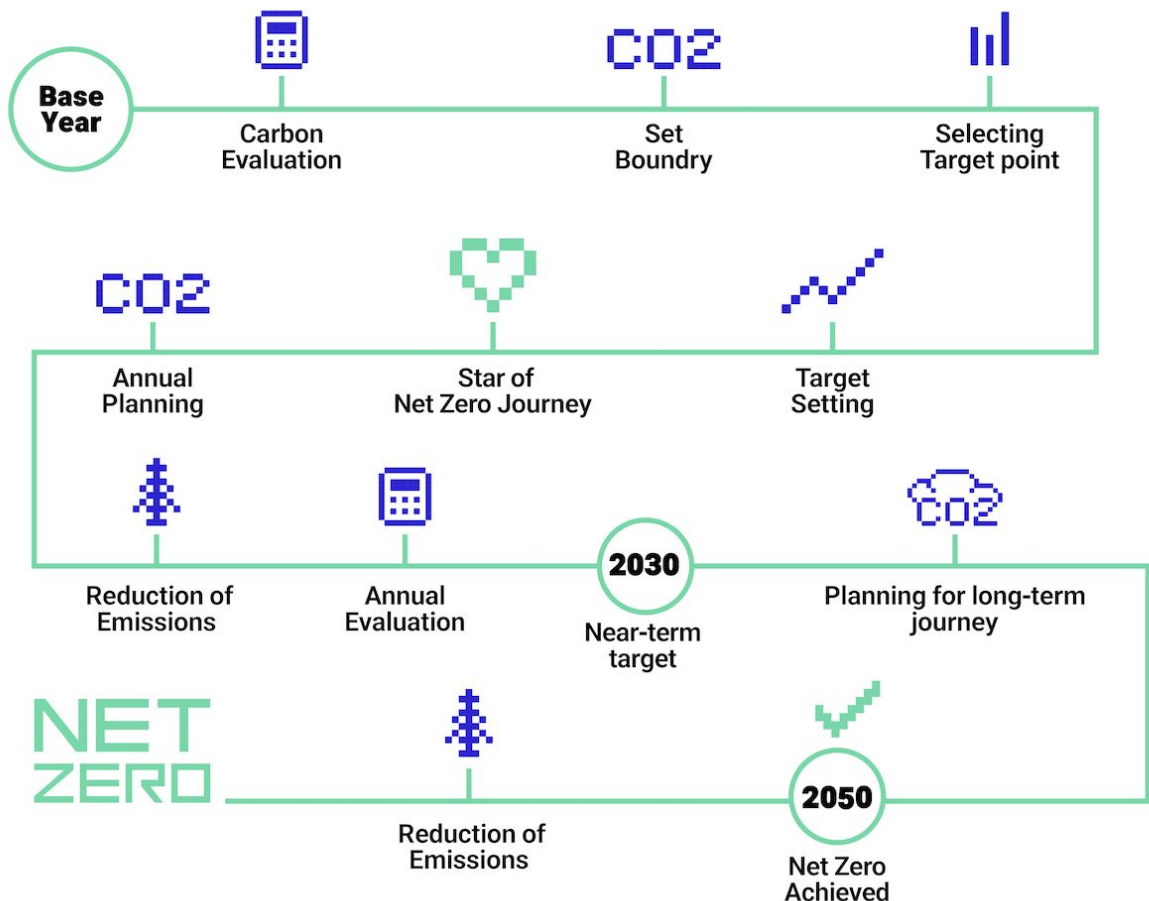 Base
Year
CO2
Carbon
Evaluation
Set
Boundry
Selecting
Target point
CO2
Annual
Planning
Star of
Net Zero Journey
Target
Setting
CO2
Reduction of
Emissions
Annual
Evaluation
2030
Near-term
target
Planning for long-term
journey
NET
ZERO
Reduction of
Emissions
2050
Net Zero
Achieved